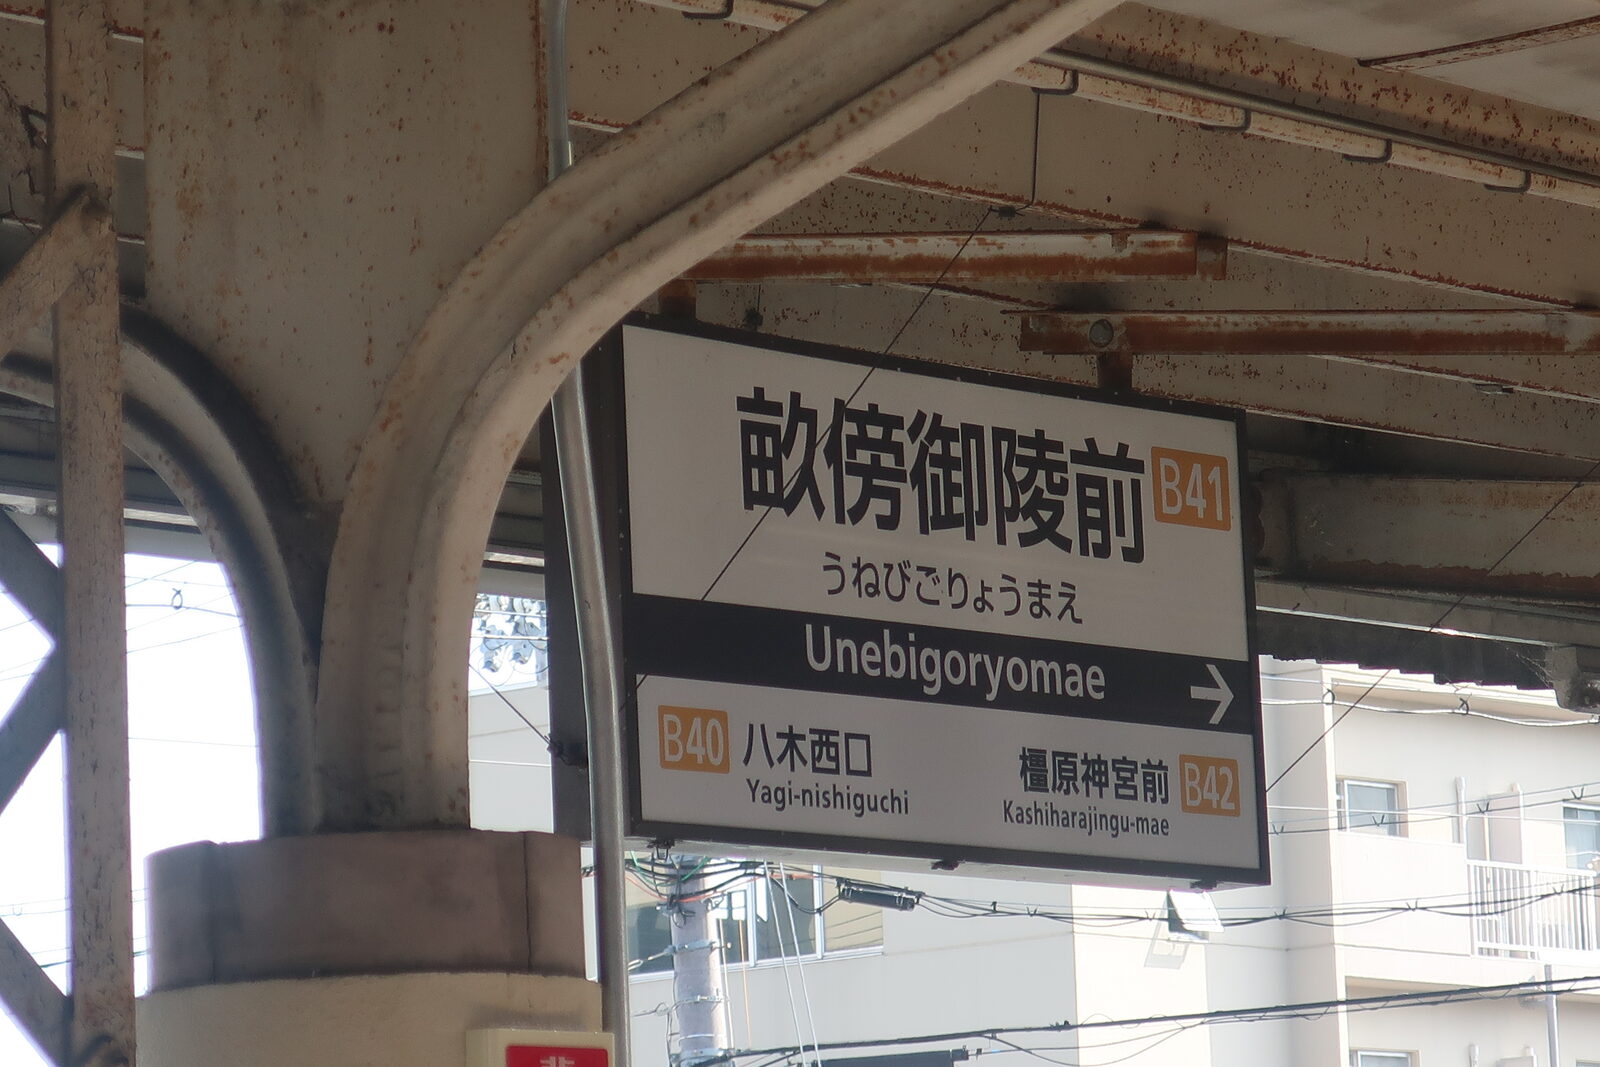 畝傍御陵前 B41
うねびごりょうまえ
Unebigoryomae →
B40 八木西口
Yagi-nishiguchi
橿原神宮前 B42
Kashiharajingu-mae